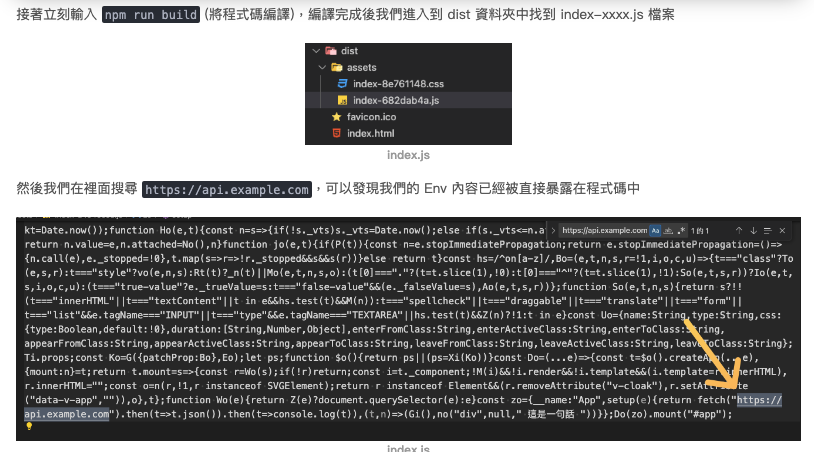 接著立刻輸入 npm run build (將程式碼編譯)，編譯完成後我們進入到 dist 資料夾中找到 index-xxxx.js 檔案
dist
assets
index-8e761148.css
index-682dab4a.js
favicon.ico
index.html
index.js
然後我們在裡面搜尋 https://api.example.com，可以發現我們的 Env 內容已經被直接暴露在程式碼中
kt=Date.now());function Ho(e,t){const n=s=>{if(!s._vts)s._vts=Date.now();else if(s._vts<=n.a
https://api.example.com Aa ab .* 1 的 1
return n.value=e,n.attached=No(),n}function jo(e,t){if(P(t)){const n=e.stopImmediatePropagation;return e.stopImmediatePropagation=()=>
{n.call(e),e._stopped=!0},t.map(s=>r=>!r._stopped&&s&&s(r))}else return t}const hs=/^on[a-z]/,Bo=(e,t,n,s,r=!1,i,o,c,u)=>{t==="class"?To
(e,s,r):t==="style"?vo(e,n,s):Rt(t)?_n(t)||Mo(e,t,n,s,o):(t[0]==="."?(t=t.slice(1),!0):t[0]==="^"?(t=t.slice(1),!1):So(e,t,s,r))?Io(e,t,
s,i,o,c,u):(t==="true-value"?e._trueValue=s:t==="false-value"&&(e._falseValue=s),Ao(e,t,s,r))};function So(e,t,n,s){return s?!!
(t==="innerHTML"||t==="textContent"||t in e&&hs.test(t)&&M(n)):t==="spellcheck"||t==="draggable"||t==="translate"||t==="form"||
t==="list"&&e.tagName==="INPUT"||t==="type"&&e.tagName==="TEXTAREA"||hs.test(t)&&Z(n)?!1:t in e}const Uo={name:String,type:String,css:
{type:Boolean,default:!0},duration:[String,Number,Object],enterFromClass:String,enterActiveClass:String,enterToClass:String,
appearFromClass:String,appearActiveClass:String,appearToClass:String,leaveFromClass:String,leaveActiveClass:String,leaveToClass:String};
Ti.props;const Ko=G({patchProp:Bo},Eo);let ps;function $o(){return ps||(ps=Xi(Ko))}const Do=(...e)=>{const t=$o().createApp(...e),
{mount:n}=t;return t.mount=s=>{const r=Wo(s);if(!r)return;const i=t._component;!M(i)&&!i.render&&!i.template&&(i.template=r.innerHTML),
r.innerHTML="";const o=n(r,!1,r instanceof SVGElement);return r instanceof Element&&(r.removeAttribute("v-cloak"),r.setAttribute
("data-v-app","")),o},t};function Wo(e){return Z(e)?document.querySelector(e):e}const zo={__name:"App",setup(e){return fetch("https://
api.example.com").then(t=>t.json()).then(t=>console.log(t)),(t,n)=>(Gi(),no("div",null," 這是一句話 "))}};Do(zo).mount("#app");
index.js